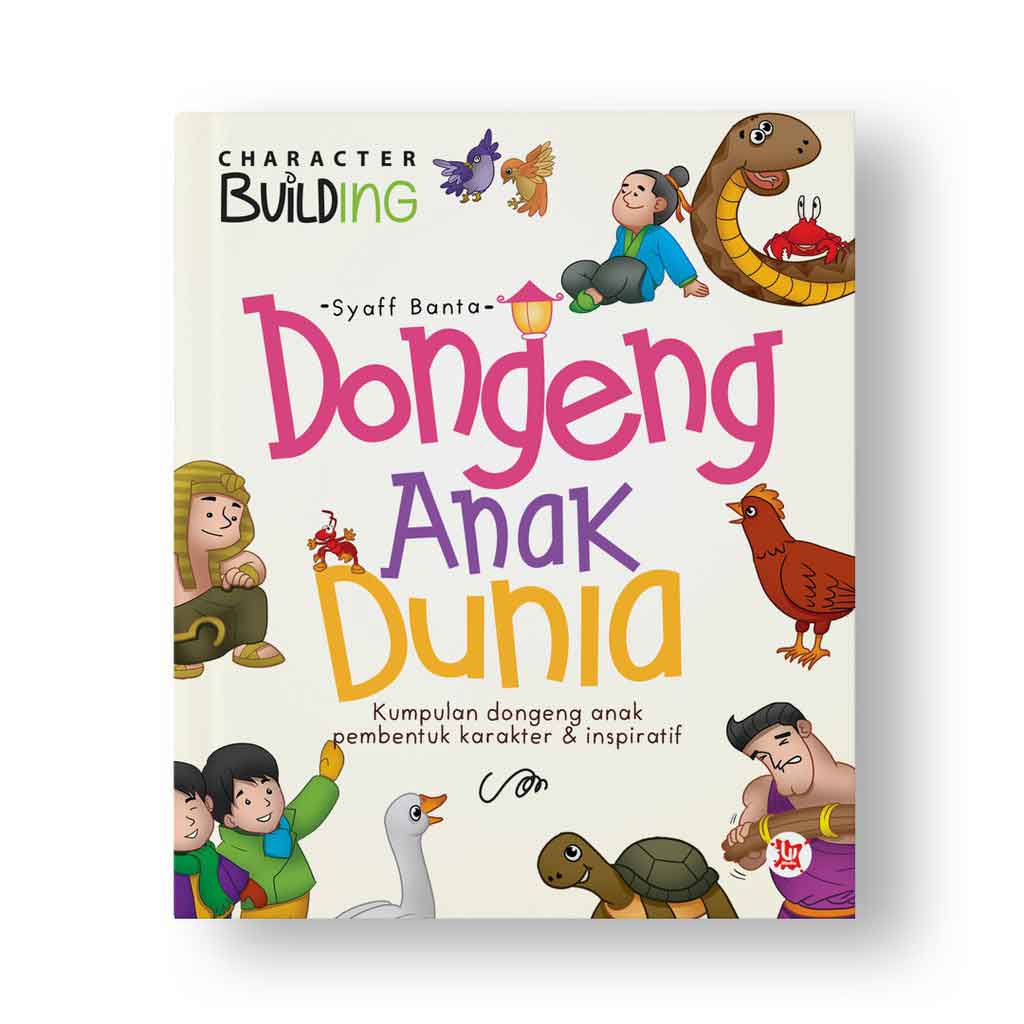 CHARACTER
BUILDING
-Syaff Banta-
Dongeng
Anak
Dunia
Kumpulan dongeng anak
pembentuk karakter & inspiratif